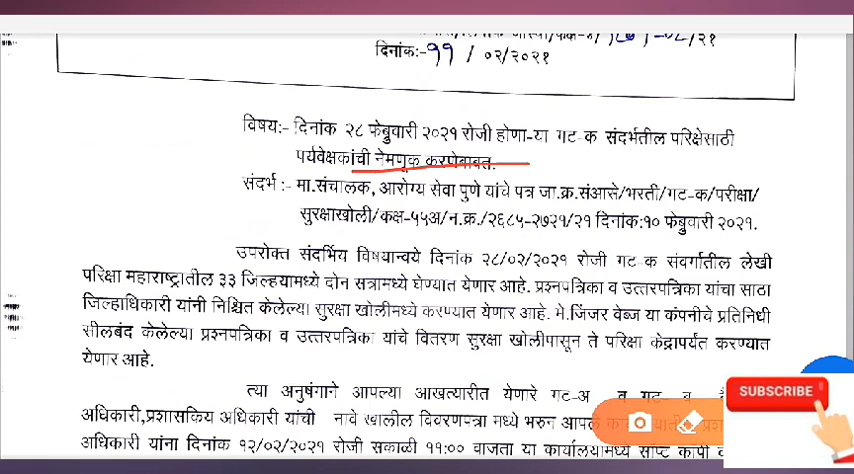 दिनांक:-११/०२/२०२१
विषय:- दिनांक २८ फेब्रुवारी २०२१ रोजी होणा-या गट-क संदर्भातील परिक्षेसाठी
पर्यवेक्षकांची नेमणूक करणेबाबत.
संदर्भ :- मा.संचालक, आरोग्य सेवा पुणे यांचे पत्र जा.क्र.संआसे/भरती/गट-क/परीक्षा/
सुरक्षाखोली/कक्ष-५५अ/न.क्र./२६८५-२७२१/२१ दिनांक:१० फेब्रुवारी २०२१.
उपरोक्त संदर्भिय विषयान्वये दिनांक २८/०२/२०२१ रोजी गट-क संवर्गातील लेखी
परिक्षा महाराष्ट्रातील ३३ जिल्हयामध्ये दोन सत्रामध्ये घेण्यात येणार आहे. प्रश्नपत्रिका व उत्तरपत्रिका यांचा साठा
जिल्हाधिकारी यांनी निश्चित केलेल्या सुरक्षा खोलीमध्ये करण्यात येणार आहे. मे.जिंजर वेब्ज या कंपनीचे प्रतिनिधी
सीलबंद केलेल्या प्रश्नपत्रिका व उत्तरपत्रिका यांचे वितरण सुरक्षा खोलीपासून ते परिक्षा केंद्रापर्यंत करण्यात
येणार आहे.
त्या अनुषंगाने आपल्या आखत्यारीत येणारे गट-अ व गट-ब
अधिकारी,प्रशासकिय अधिकारी यांची नावे खालील विवरणपत्रा मध्ये भरुन आपले
अधिकारी यांना दिनांक १२/०२/२०२१ रोजी सकाळी ११:०० वाजता या कार्यालयामध्ये सॉप्ट कापी
SUBSCRIBE